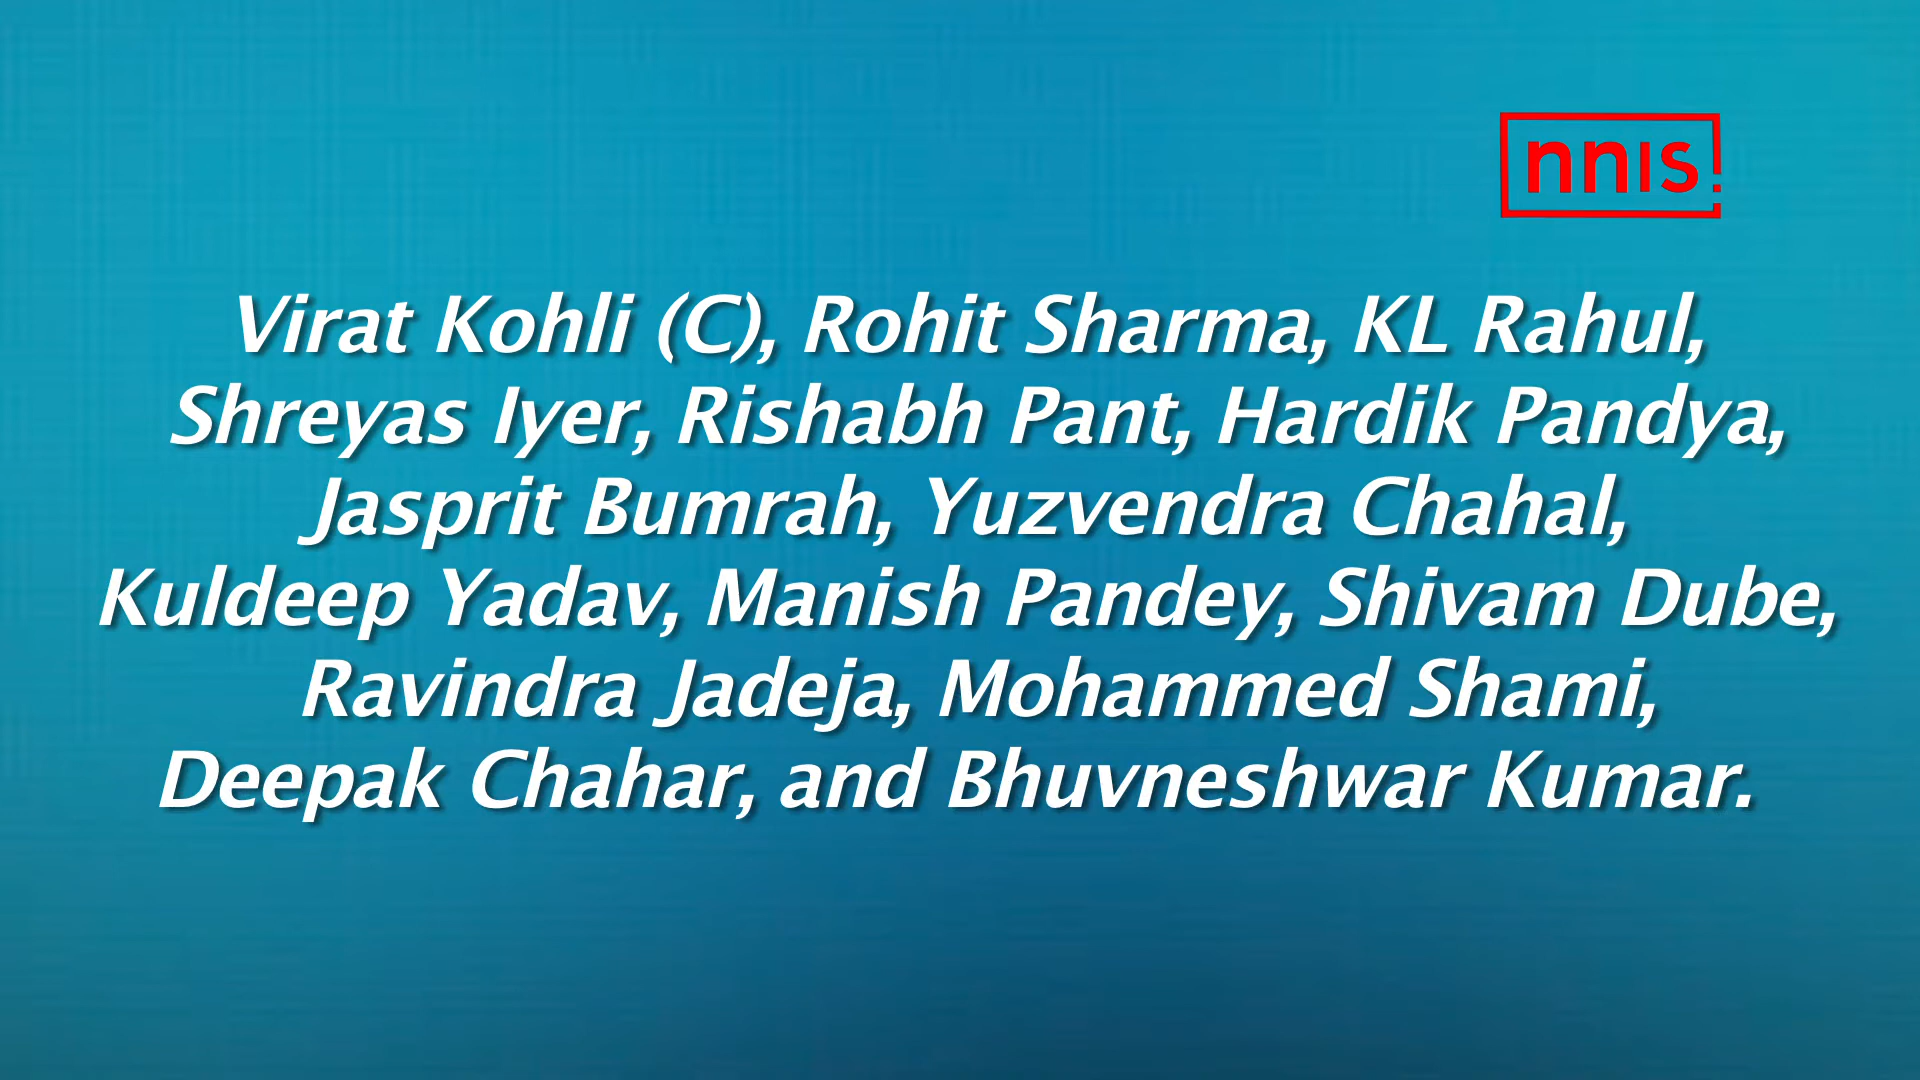 nnis
Virat Kohli (C), Rohit Sharma, KL Rahul,
Shreyas Iyer, Rishabh Pant, Hardik Pandya,
Jasprit Bumrah, Yuzvendra Chahal,
Kuldeep Yadav, Manish Pandey, Shivam Dube,
Ravindra Jadeja, Mohammed Shami,
Deepak Chahar, and Bhuvneshwar Kumar.